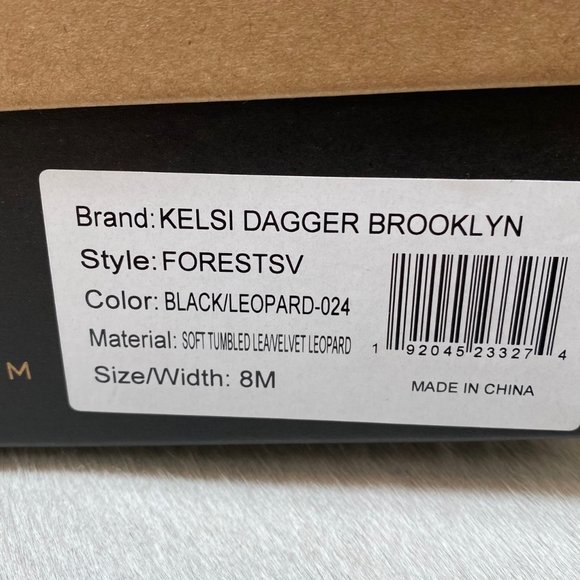 Brand: KELSI DAGGER BROOKLYN
Style: FORESTSV
Color: BLACK/LEOPARD-024
Material: SOFT TUMBLED LEA/VELVET LEOPARD
Size/Width: 8M
1 92045 23327 4
MADE IN CHINA
M